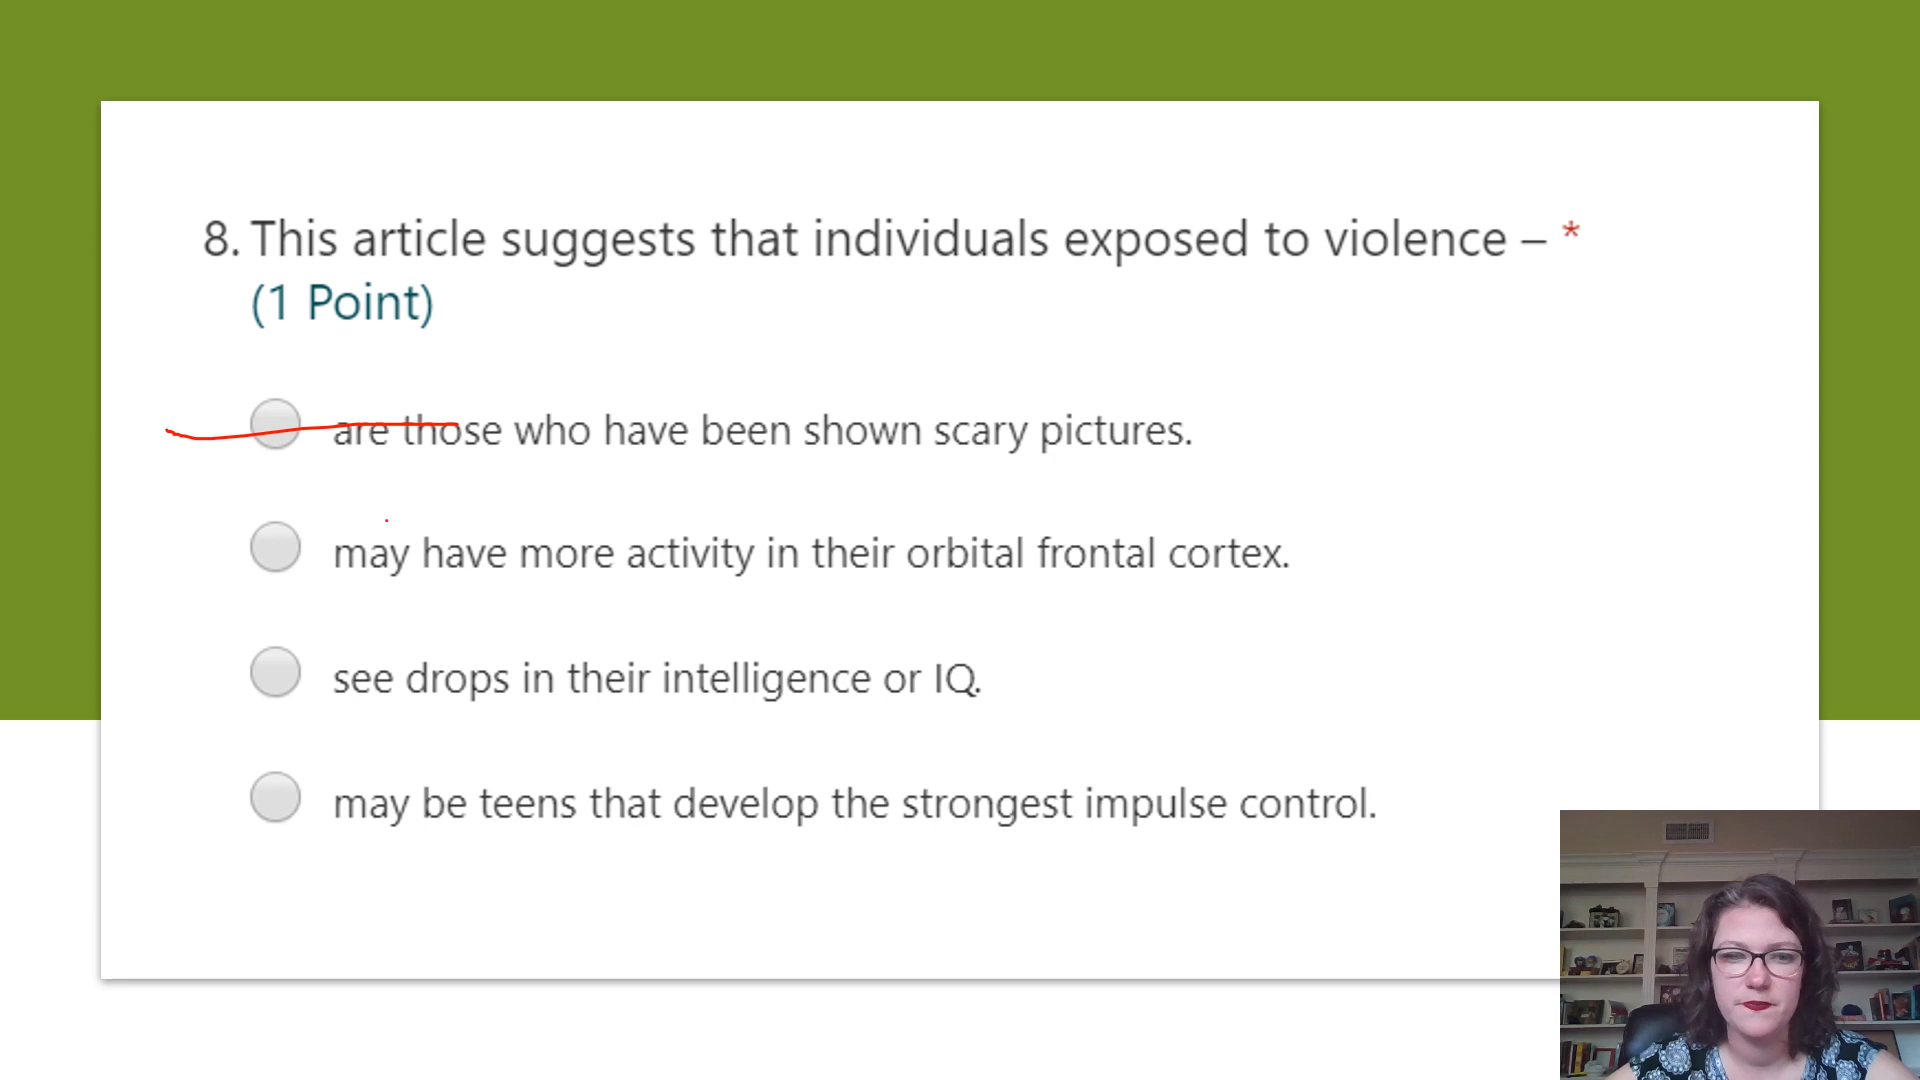 8. This article suggests that individuals exposed to violence – *
(1 Point)
are those who have been shown scary pictures.
may have more activity in their orbital frontal cortex.
see drops in their intelligence or IQ.
may be teens that develop the strongest impulse control.